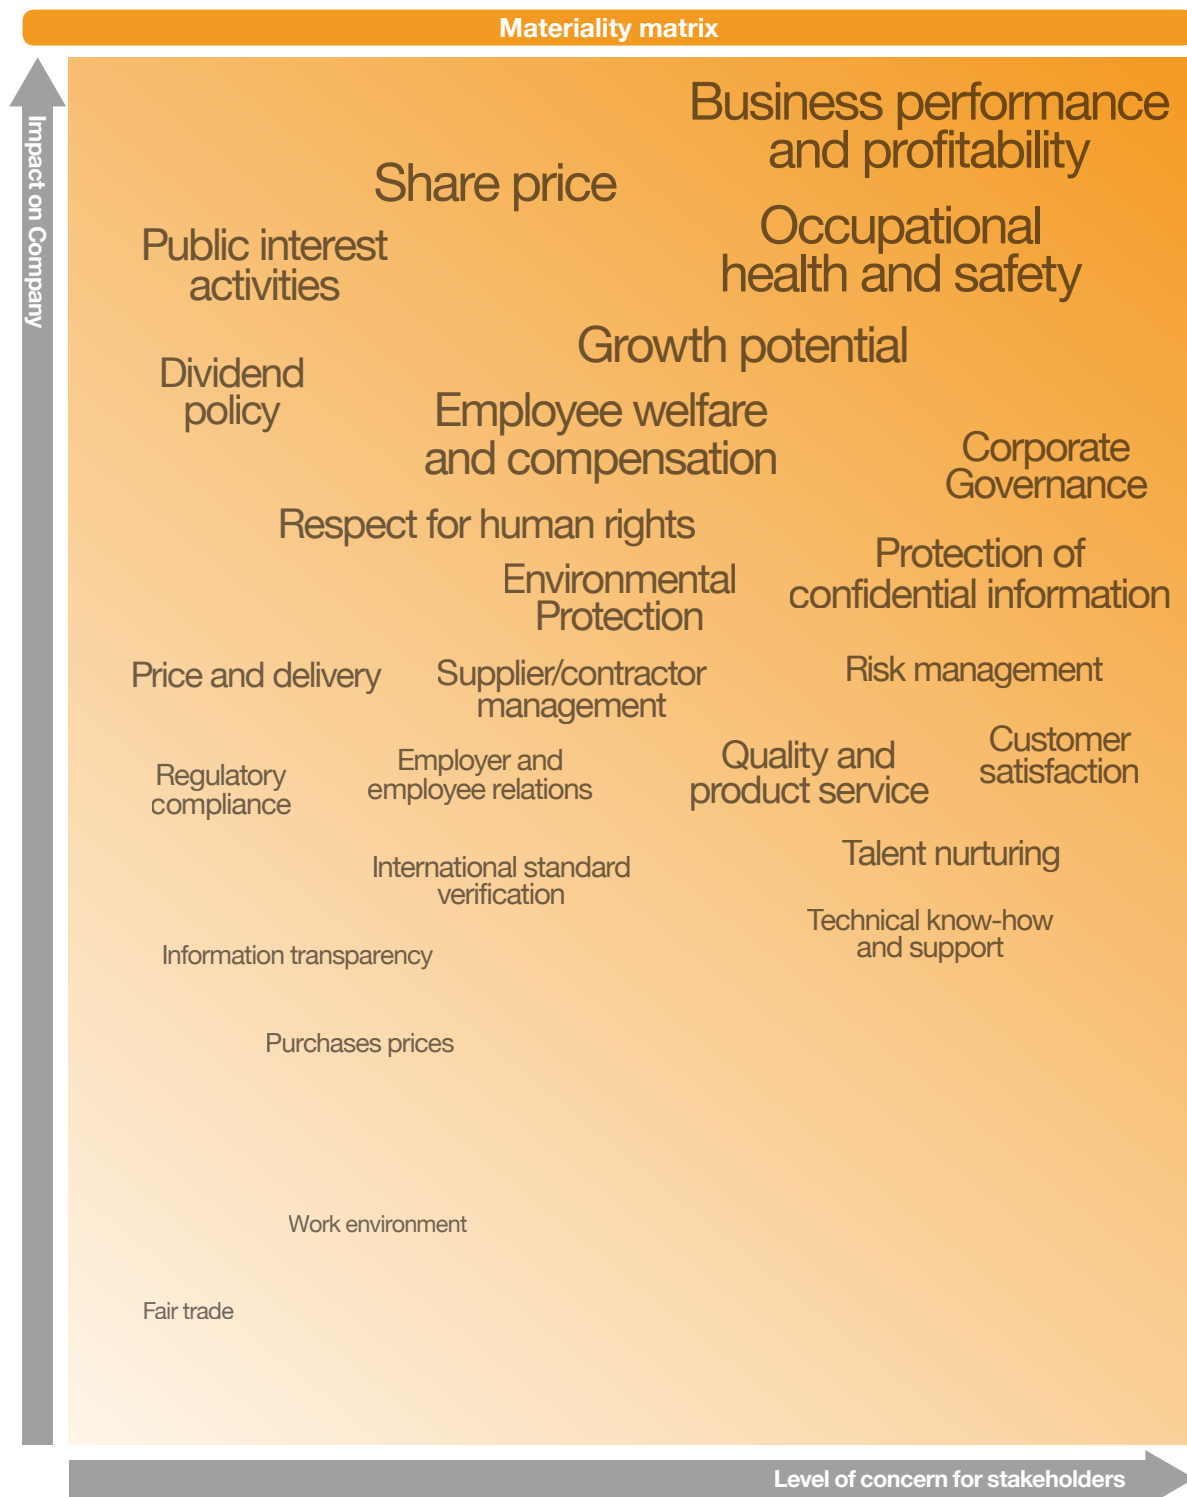 Materiality matrix
Impact on Company
Business performance
and profitability
Share price
Occupational
health and safety
Public interest
activities
Growth potential
Dividend
policy
Employee welfare
and compensation
Corporate
Governance
Respect for human rights
Protection of
confidential information
Environmental
Protection
Price and delivery
Supplier/contractor
management
Risk management
Regulatory
compliance
Employer and
employee relations
Quality and
product service
Customer
satisfaction
International standard
verification
Talent nurturing
Technical know-how
and support
Information transparency
Purchases prices
Work environment
Fair trade
Level of concern for stakeholders